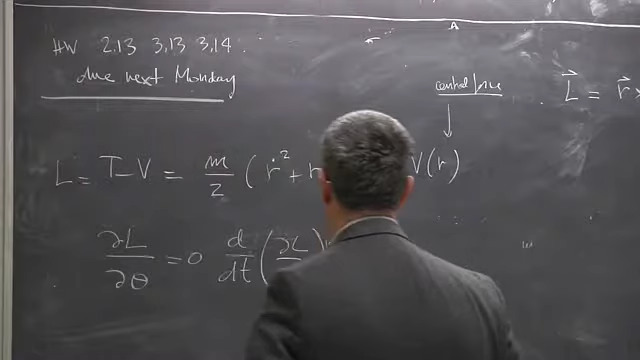 HW 2.13 3.13 3.14
due next Monday
central force
L⃗ = r⃗ ×
L = T-V = m/2 ( ṙ² + r V(r)
∂L/∂θ = 0 d/dt (∂L/